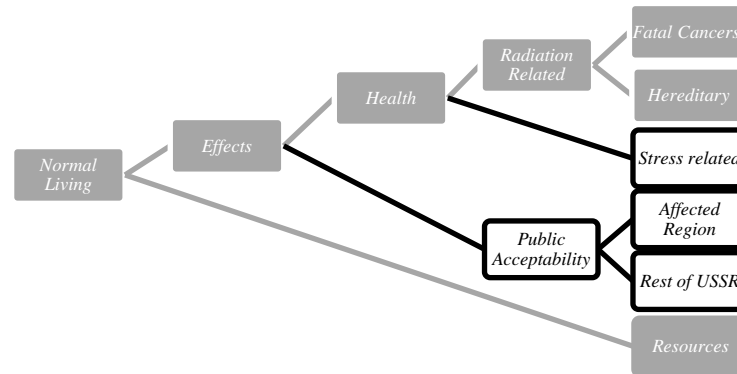 Fatal Cancers
Radiation
Related
Hereditary
Health
Stress related
Effects
Normal
Living
Affected
Region
Public
Acceptability
Rest of USSR
Resources